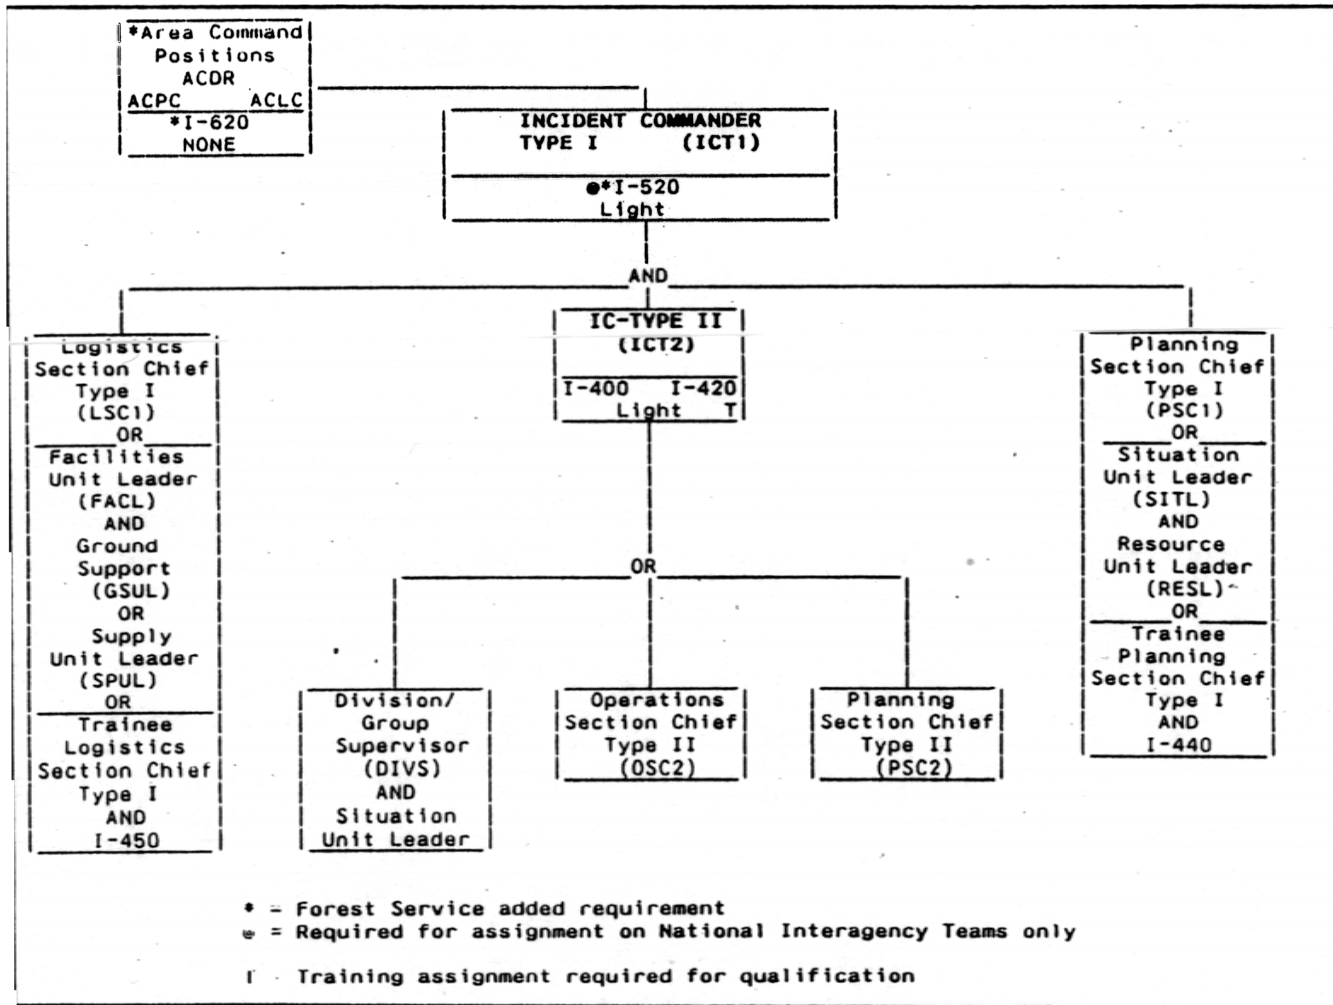 *Area Command
Positions
ACDR
ACPC ACLC
*I-620
NONE
INCIDENT COMMANDER
TYPE I (ICT1)
@*I-520
Light
AND
Logistics
Section Chief
Type I
(LSC1)
OR
Facilities
Unit Leader
(FACL)
AND
Ground
Support
(GSUL)
OR
Supply
Unit Leader
(SPUL)
OR
Trainee
Logistics
Section Chief
Type I
AND
I-450
IC-TYPE II
(ICT2)
I-400 I-420
Light T
OR
Division/
Group
Supervisor
(DIVS)
AND
Situation
Unit Leader
Operations
Section Chief
Type II
(OSC2)
Planning
Section Chief
Type II
(PSC2)
Planning
Section Chief
Type I
(PSC1)
OR
Situation
Unit Leader
(SITL)
AND
Resource
Unit Leader
(RESL)
OR
Trainee
Planning
Section Chief
Type I
AND
I-440
* = Forest Service added requirement
@ = Required for assignment on National Interagency Teams only
Training assignment required for qualification